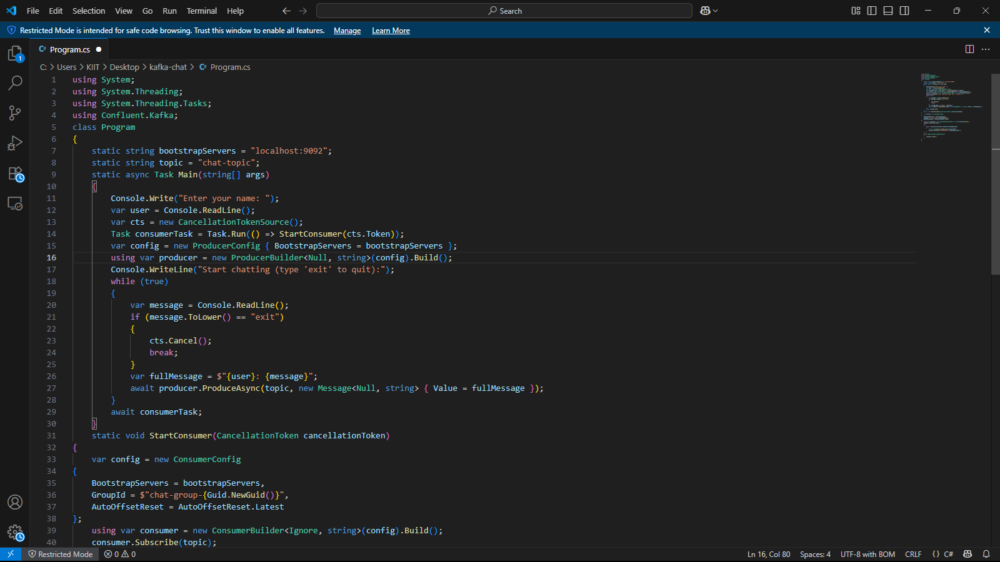 File Edit Selection View Go Run Terminal Help Search
Restricted Mode is intended for safe code browsing. Trust this window to enable all features. Manage Learn More
C# Program.cs
C: > Users > KIIT > Desktop > kafka-chat > C# Program.cs
1 using System;
2 using System.Threading;
3 using System.Threading.Tasks;
4 using Confluent.Kafka;
5 class Program
6 {
7 static string bootstrapServers = "localhost:9092";
8 static string topic = "chat-topic";
9 static async Task Main(string[] args)
10 {
11 Console.Write("Enter your name: ");
12 var user = Console.ReadLine();
13 var cts = new CancellationTokenSource();
14 Task consumerTask = Task.Run(() => StartConsumer(cts.Token));
15 var config = new ProducerConfig { BootstrapServers = bootstrapServers };
16 using var producer = new ProducerBuilder<Null, string>(config).Build();
17 Console.WriteLine("Start chatting (type 'exit' to quit):");
18 while (true)
19 {
20 var message = Console.ReadLine();
21 if (message.ToLower() == "exit")
22 {
23 cts.Cancel();
24 break;
25 }
26 var fullMessage = $"{user}: {message}";
27 await producer.ProduceAsync(topic, new Message<Null, string> { Value = fullMessage });
28 }
29 await consumerTask;
30 }
31 static void StartConsumer(CancellationToken cancellationToken)
32 {
33 var config = new ConsumerConfig
34 {
35 BootstrapServers = bootstrapServers,
36 GroupId = $"chat-group-{Guid.NewGuid()}",
37 AutoOffsetReset = AutoOffsetReset.Latest
38 };
39 using var consumer = new ConsumerBuilder<Ignore, string>(config).Build();
40 consumer.Subscribe(topic);
1
Restricted Mode 0 0 Ln 16, Col 80 Spaces: 4 UTF-8 with BOM CRLF {} C#